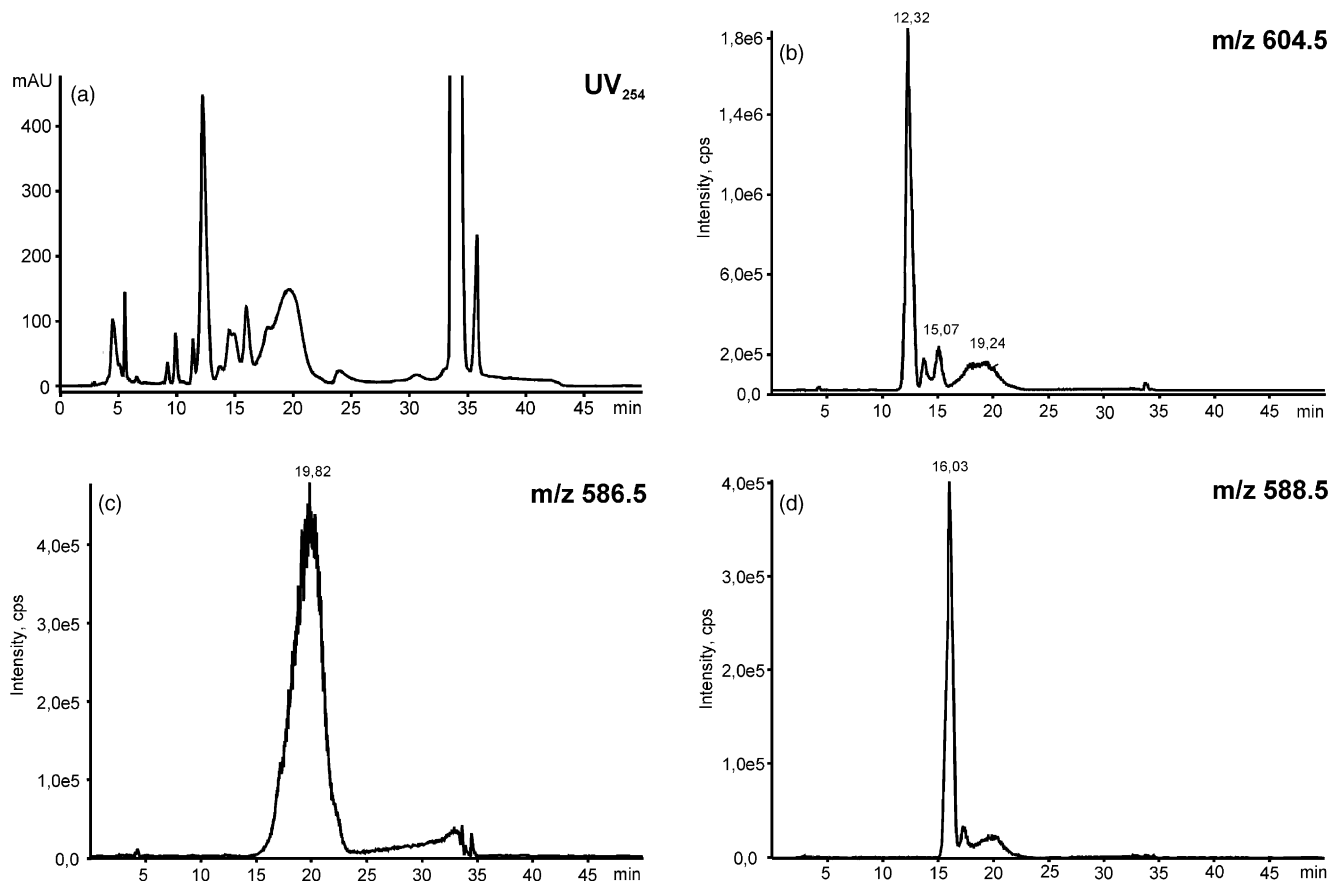 (a)
UV254
mAU
400
300
200
100
0
0 5 10 15 20 25 30 35 40 45 min
(b)
m/z 604.5
12,32
15,07
19,24
Intensity, cps
1,8e6
1,4e6
1,0e6
6,0e5
2,0e5
0,0
5 10 15 20 25 30 35 40 45 min
(c)
m/z 586.5
19,82
Intensity, cps
4,0e5
3,0e5
2,0e5
1,0e5
0,0
5 10 15 20 25 30 35 40 45 min
(d)
m/z 588.5
16,03
Intensity, cps
4,0e5
3,0e5
2,0e5
1,0e5
0,0
5 10 15 20 25 30 35 40 45 min